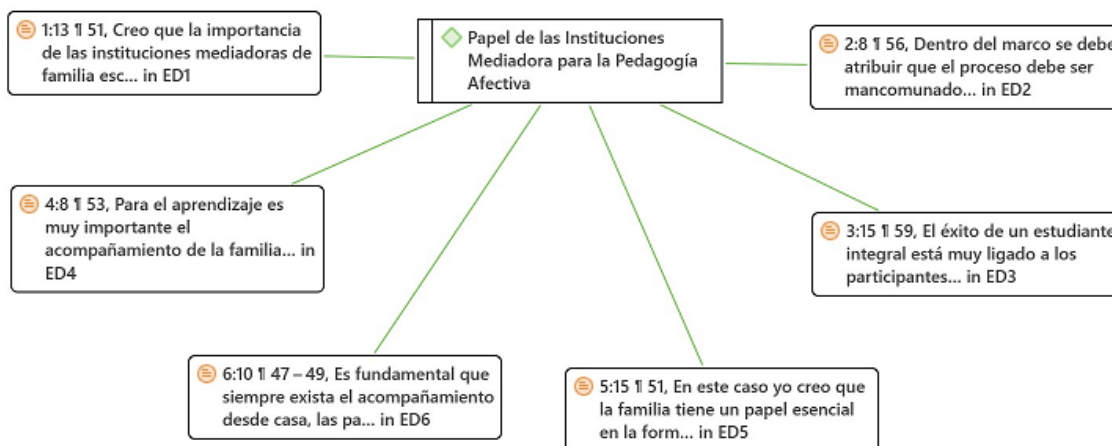 1:13 ¶ 51, Creo que la importancia
de las instituciones mediadoras de
familia esc... in ED1
Papel de las Instituciones
Mediadora para la Pedagogía
Afectiva
2:8 ¶ 56, Dentro del marco se debe
atribuir que el proceso debe ser
mancomunado... in ED2
4:8 ¶ 53, Para el aprendizaje es
muy importante el
acompañamiento de la familia... in
ED4
3:15 ¶ 59, El éxito de un estudiante
integral está muy ligado a los
participantes... in ED3
6:10 ¶ 47 – 49, Es fundamental que
siempre exista el acompañamiento
desde casa, las pa... in ED6
5:15 ¶ 51, En este caso yo creo que
la familia tiene un papel esencial
en la form... in ED5